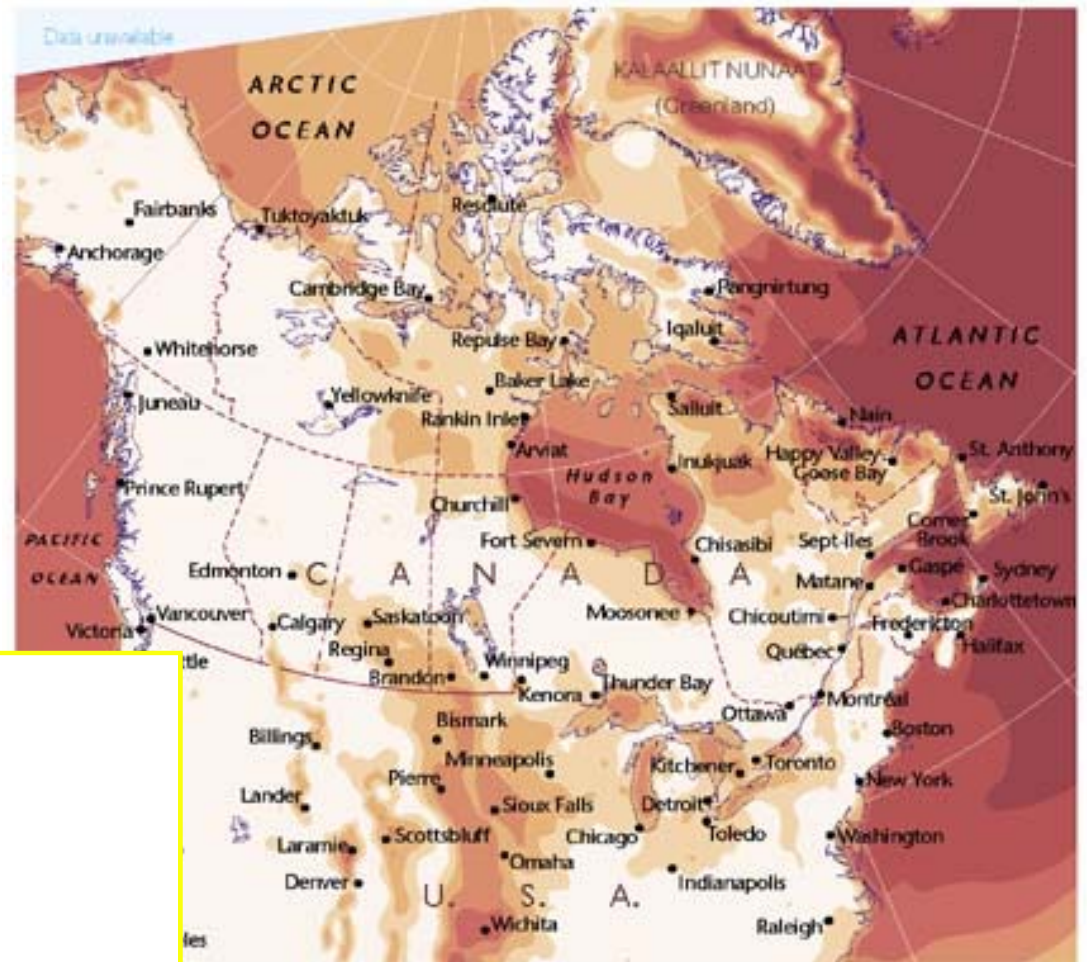 Data unavailable
ARCTIC
OCEAN
KALAALLIT NUNAAT
(Greenland)
Fairbanks
Tuktoyaktuk
Resolute
Anchorage
Cambridge Bay
Pangnirtung
Whitehorse
Repulse Bay
Iqaluit
ATLANTIC
OCEAN
Juneau
Yellowknife
Baker Lake
Rankin Inlet
Salluit
Nain
Arviat
Inukjuak
Happy Valley-
Goose Bay
St. Anthony
Hudson
Bay
Prince Rupert
Churchill
St. John's
Corner
Brook
PACIFIC
OCEAN
Fort Severn
Chisasibi
Sept-Iles
Gaspé
Sydney
Edmonton
CANADA
Matane
Charlottetown
Vancouver
Victoria
Calgary
Saskatoon
Moosonee
Chicoutimi
Fredericton
Halifax
Regina
Winnipeg
Québec
ttle
Brandon
Kenora
Thunder Bay
Ottawa
Montréal
Billings
Bismark
Boston
Minneapolis
Kitchener
Toronto
Pierre
New York
Lander
Sioux Falls
Detroit
Laramie
Scottsbluff
Chicago
Toledo
Washington
Omaha
Denver
Indianapolis
U.S.A.
Wichita
Raleigh
les